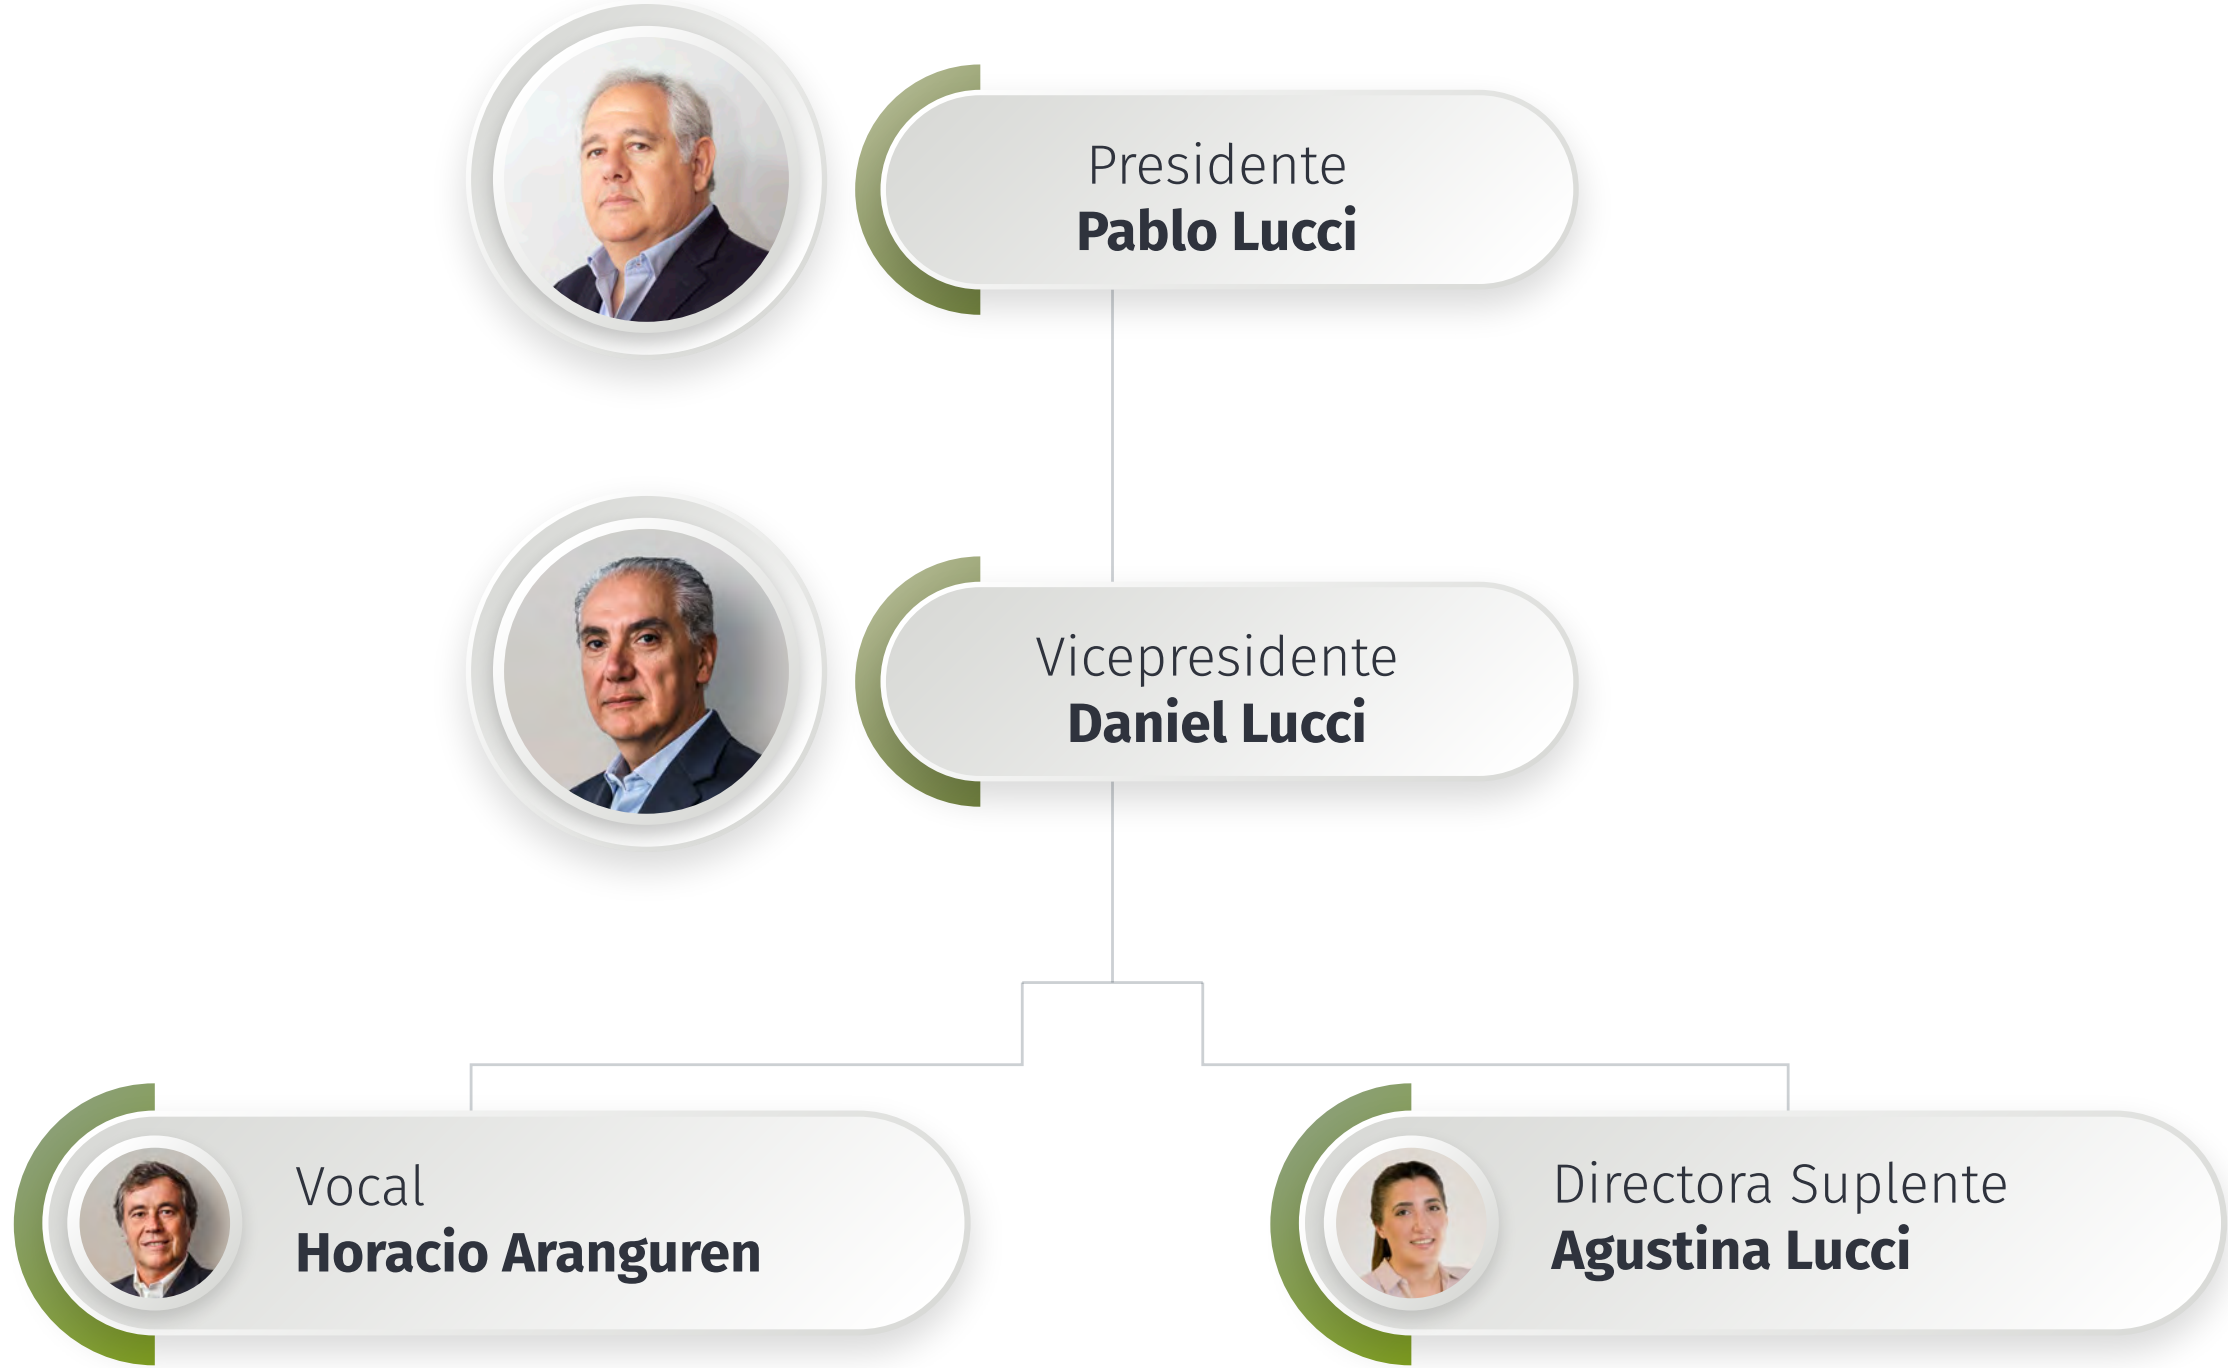 Presidente
Pablo Lucci
Vicepresidente
Daniel Lucci
Vocal
Horacio Aranguren
Directora Suplente
Agustina Lucci